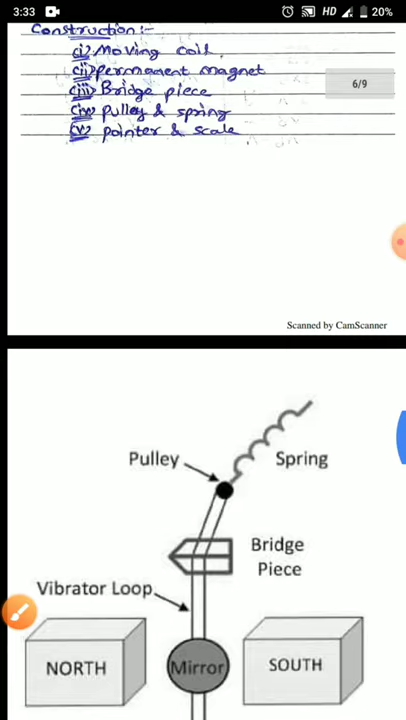 3:33
HD
20%
Construction:-
(i) Moving coil.
(ii) permanent magnet
6/9
(iii) Bridge piece
(iv) pulley & spring
(v) pointer & scale
Scanned by CamScanner
Pulley
Spring
Bridge
Piece
Vibrator Loop
NORTH
Mirror
SOUTH